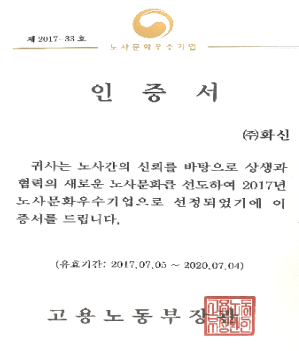 제 2017-33 호
노사문화우수기업
인 증 서
㈜화신
귀사는 노사간의 신뢰를 바탕으로 상생과
협력의 새로운 노사문화를 선도하여 2017년
노사문화우수기업으로 선정되었기에 이
증서를 드립니다.
(유효기간: 2017.07.05 ~ 2020.07.04)
고용노동부장관